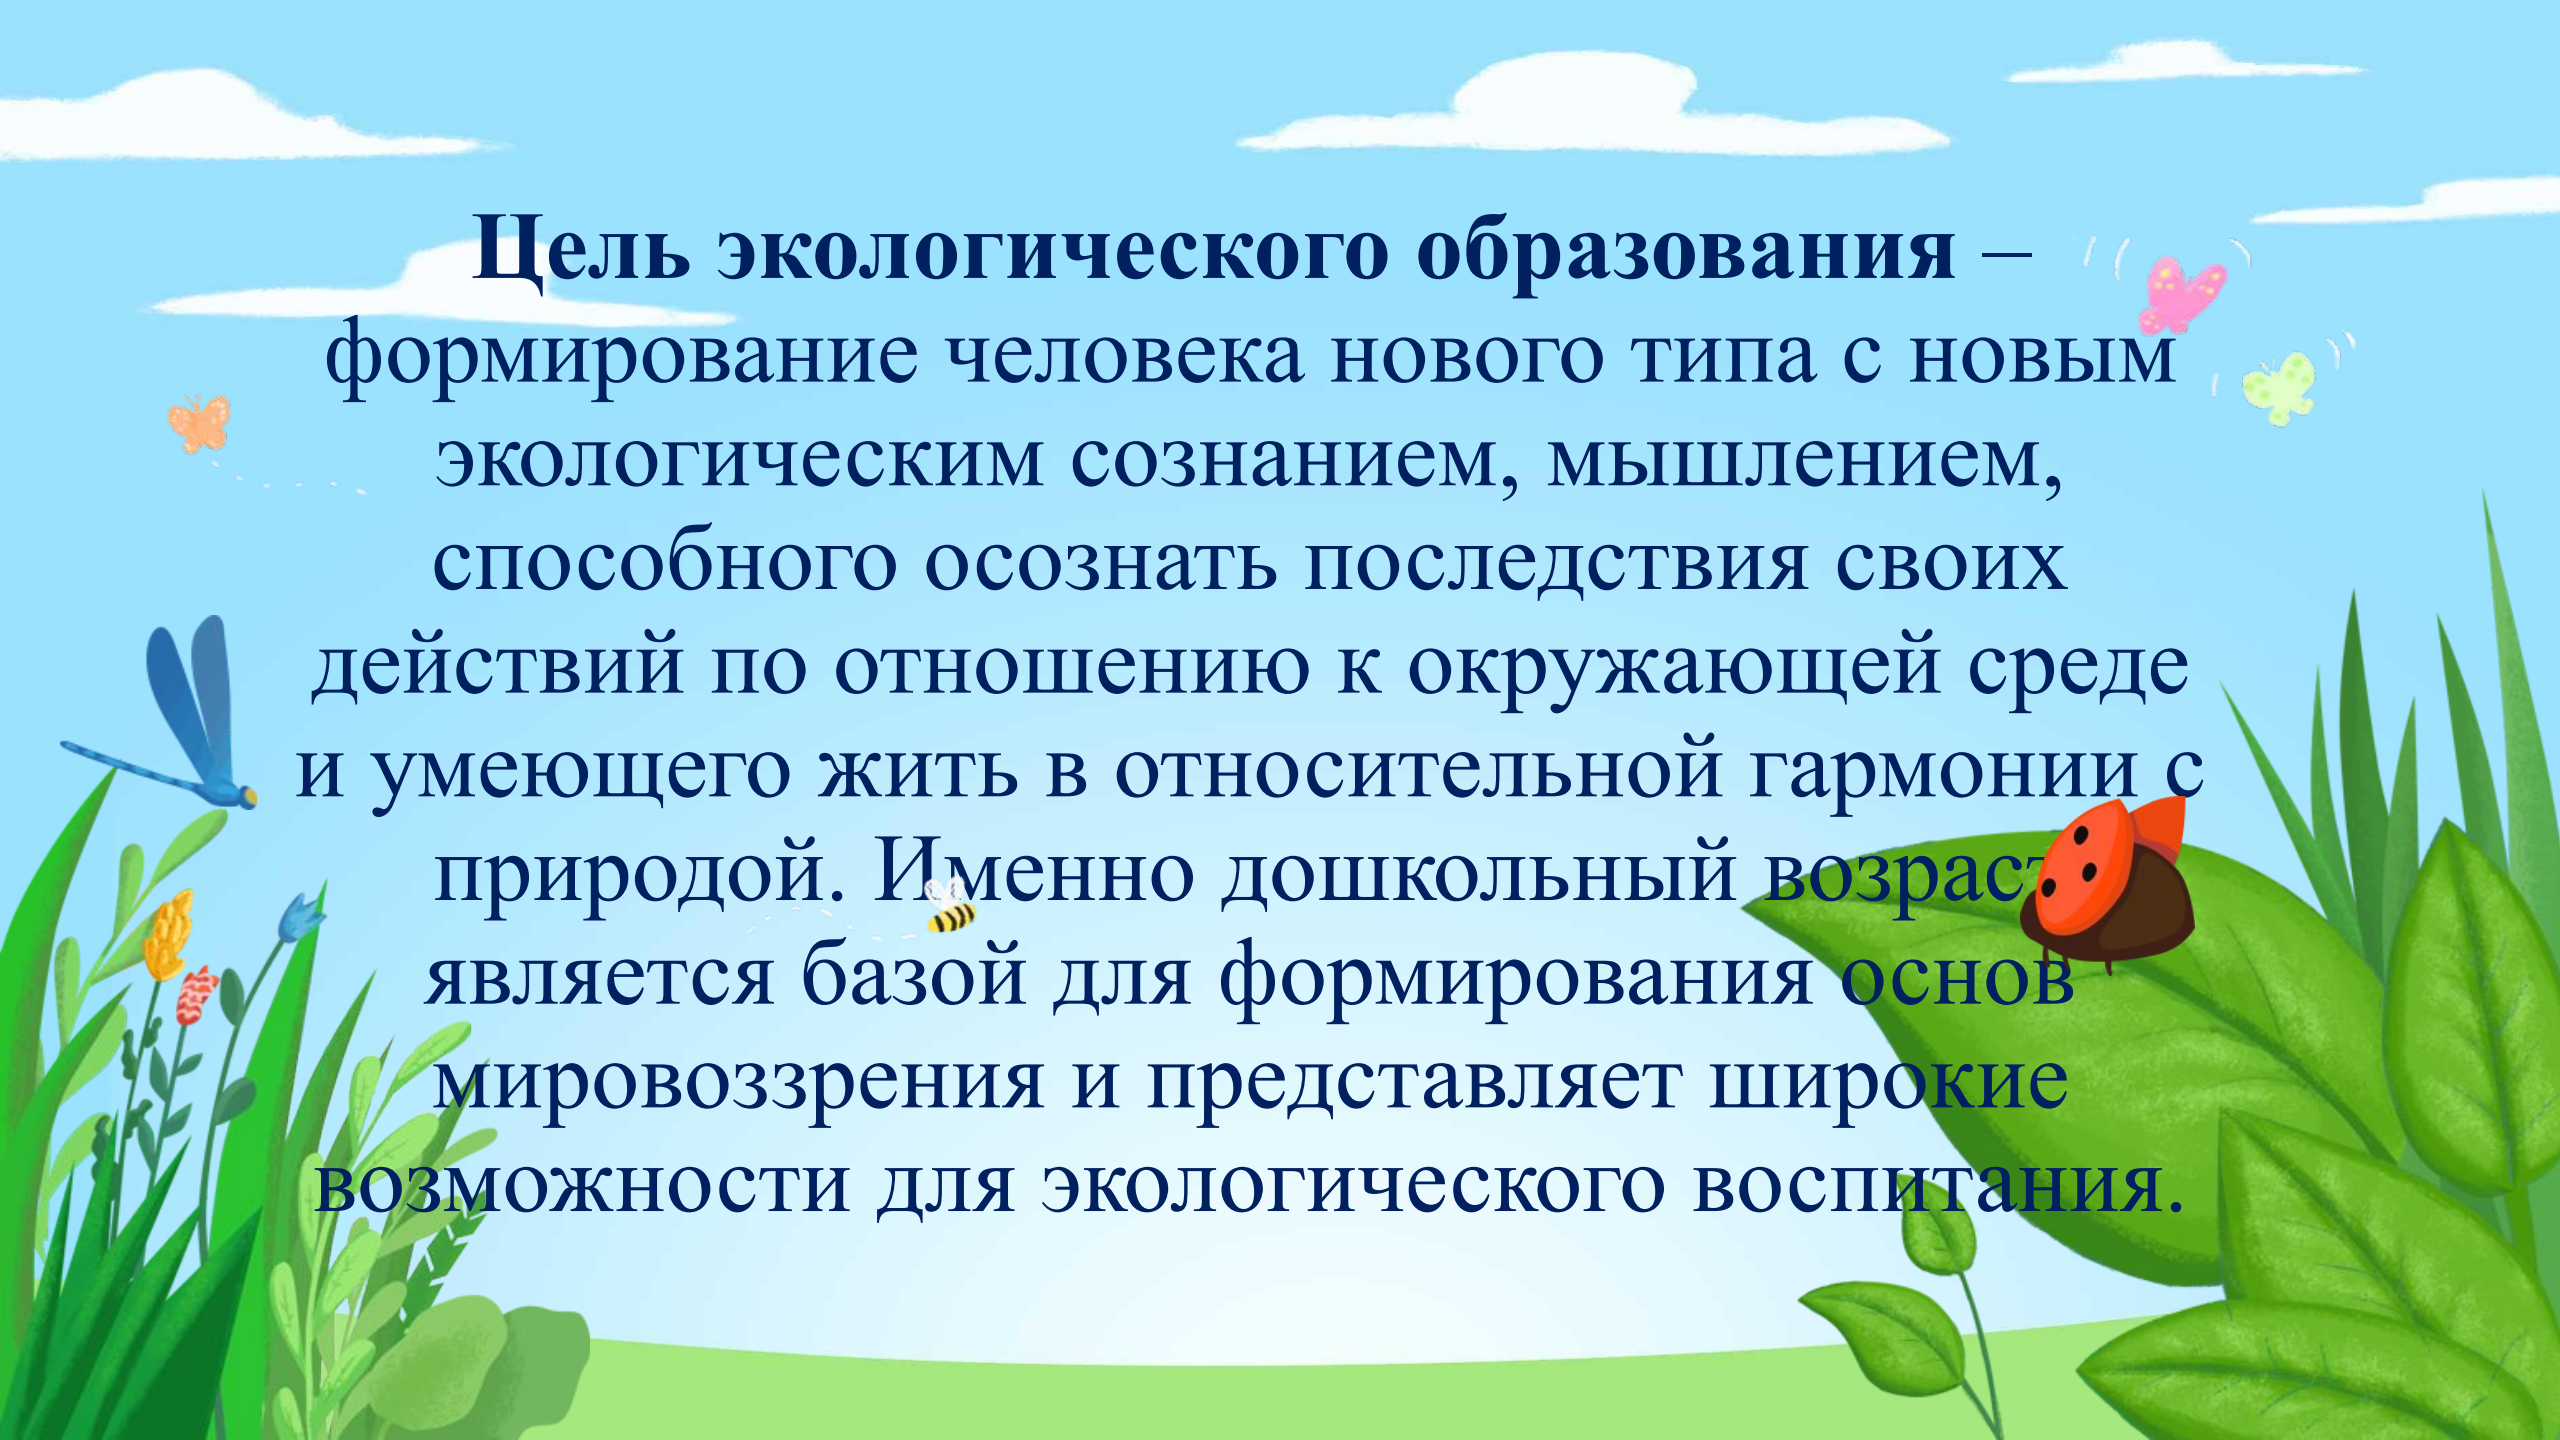 Цель экологического образования –
формирование человека нового типа с новым
экологическим сознанием, мышлением,
способного осознать последствия своих
действий по отношению к окружающей среде
и умеющего жить в относительной гармонии с
природой. Именно дошкольный возраст
является базой для формирования основ
мировоззрения и представляет широкие
возможности для экологического воспитания.